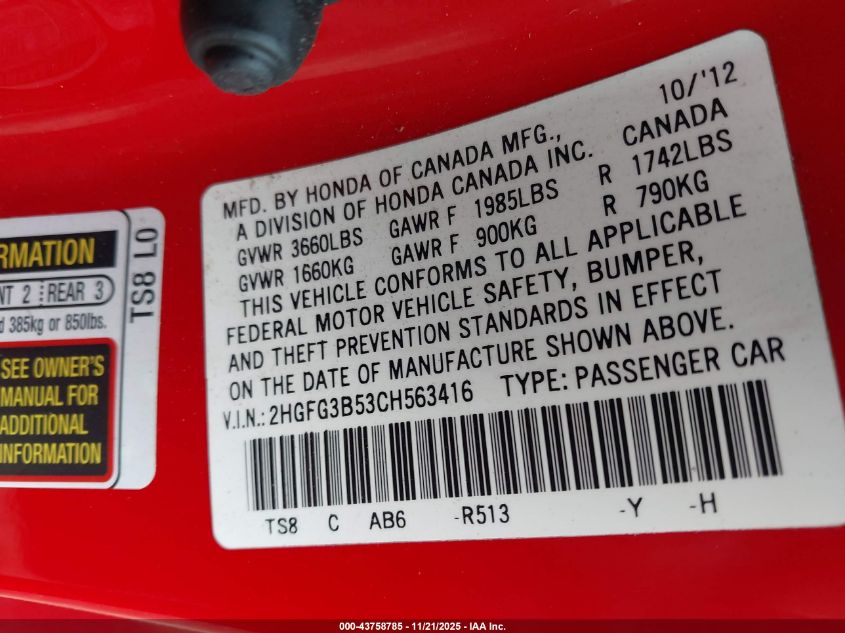 10/'12
MFD. BY HONDA OF CANADA MFG., CANADA
A DIVISION OF HONDA CANADA INC.
GVWR 3660LBS GAWR F 1985LBS R 1742LBS
GVWR 1660KG GAWR F 900KG R 790KG
THIS VEHICLE CONFORMS TO ALL APPLICABLE
FEDERAL MOTOR VEHICLE SAFETY, BUMPER,
AND THEFT PREVENTION STANDARDS IN EFFECT
ON THE DATE OF MANUFACTURE SHOWN ABOVE.
V.I.N.: 2HGFG3B53CH563416 TYPE: PASSENGER CAR
TS8 C AB6 -R513 -Y -H
RMATION
NT 2 REAR 3
d 385kg or 850lbs.
SEE OWNER'S
MANUAL FOR
ADDITIONAL
INFORMATION
TS8 L0
000-43758785 - 11/21/2025 - IAA Inc.